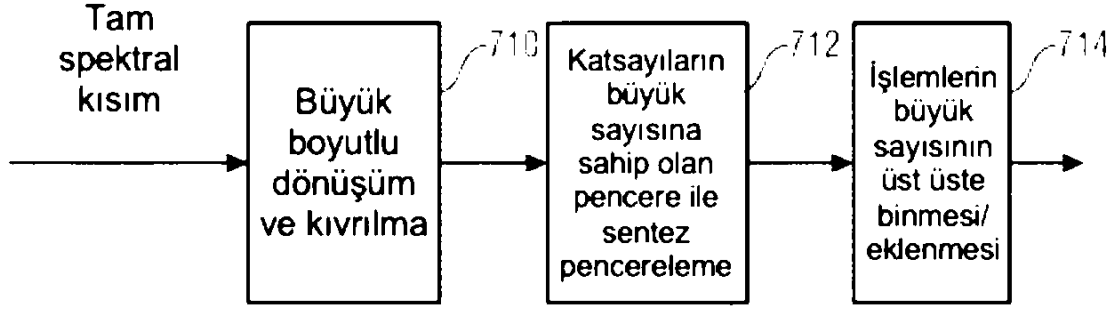 Tam
spektral
kısım
710
Büyük
boyutlu
dönüşüm
ve kıvrılma
712
Katsayıların
büyük
sayısına
sahip olan
pencere ile
sentez
pencereleme
714
İşlemlerin
büyük
sayısının
üst üste
binmesi/
eklenmesi